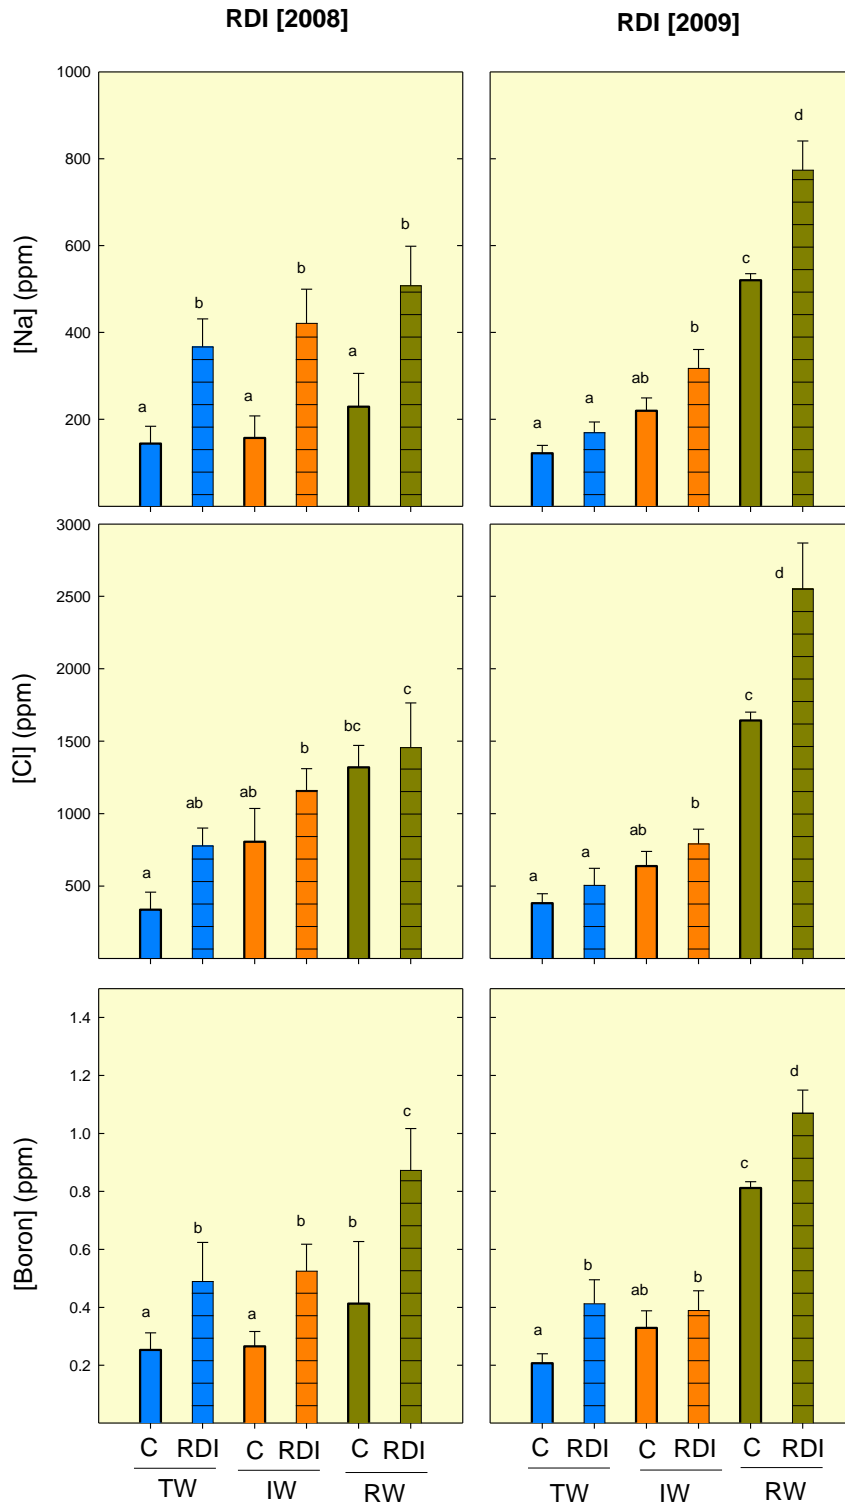 RDI [2008]
RDI [2009]
[Na] (ppm)
1000
800
600
400
200
a
b
a
b
a
b
a
a
ab
b
c
d
[Cl] (ppm)
3000
2500
2000
1500
1000
500
a
ab
ab
b
bc
c
a
a
ab
b
c
d
[Boron] (ppm)
1.4
1.2
1.0
0.8
0.6
0.4
0.2
a
b
a
b
b
c
a
b
ab
b
c
d
C RDI C RDI C RDI
TW IW RW
C RDI C RDI C RDI
TW IW RW